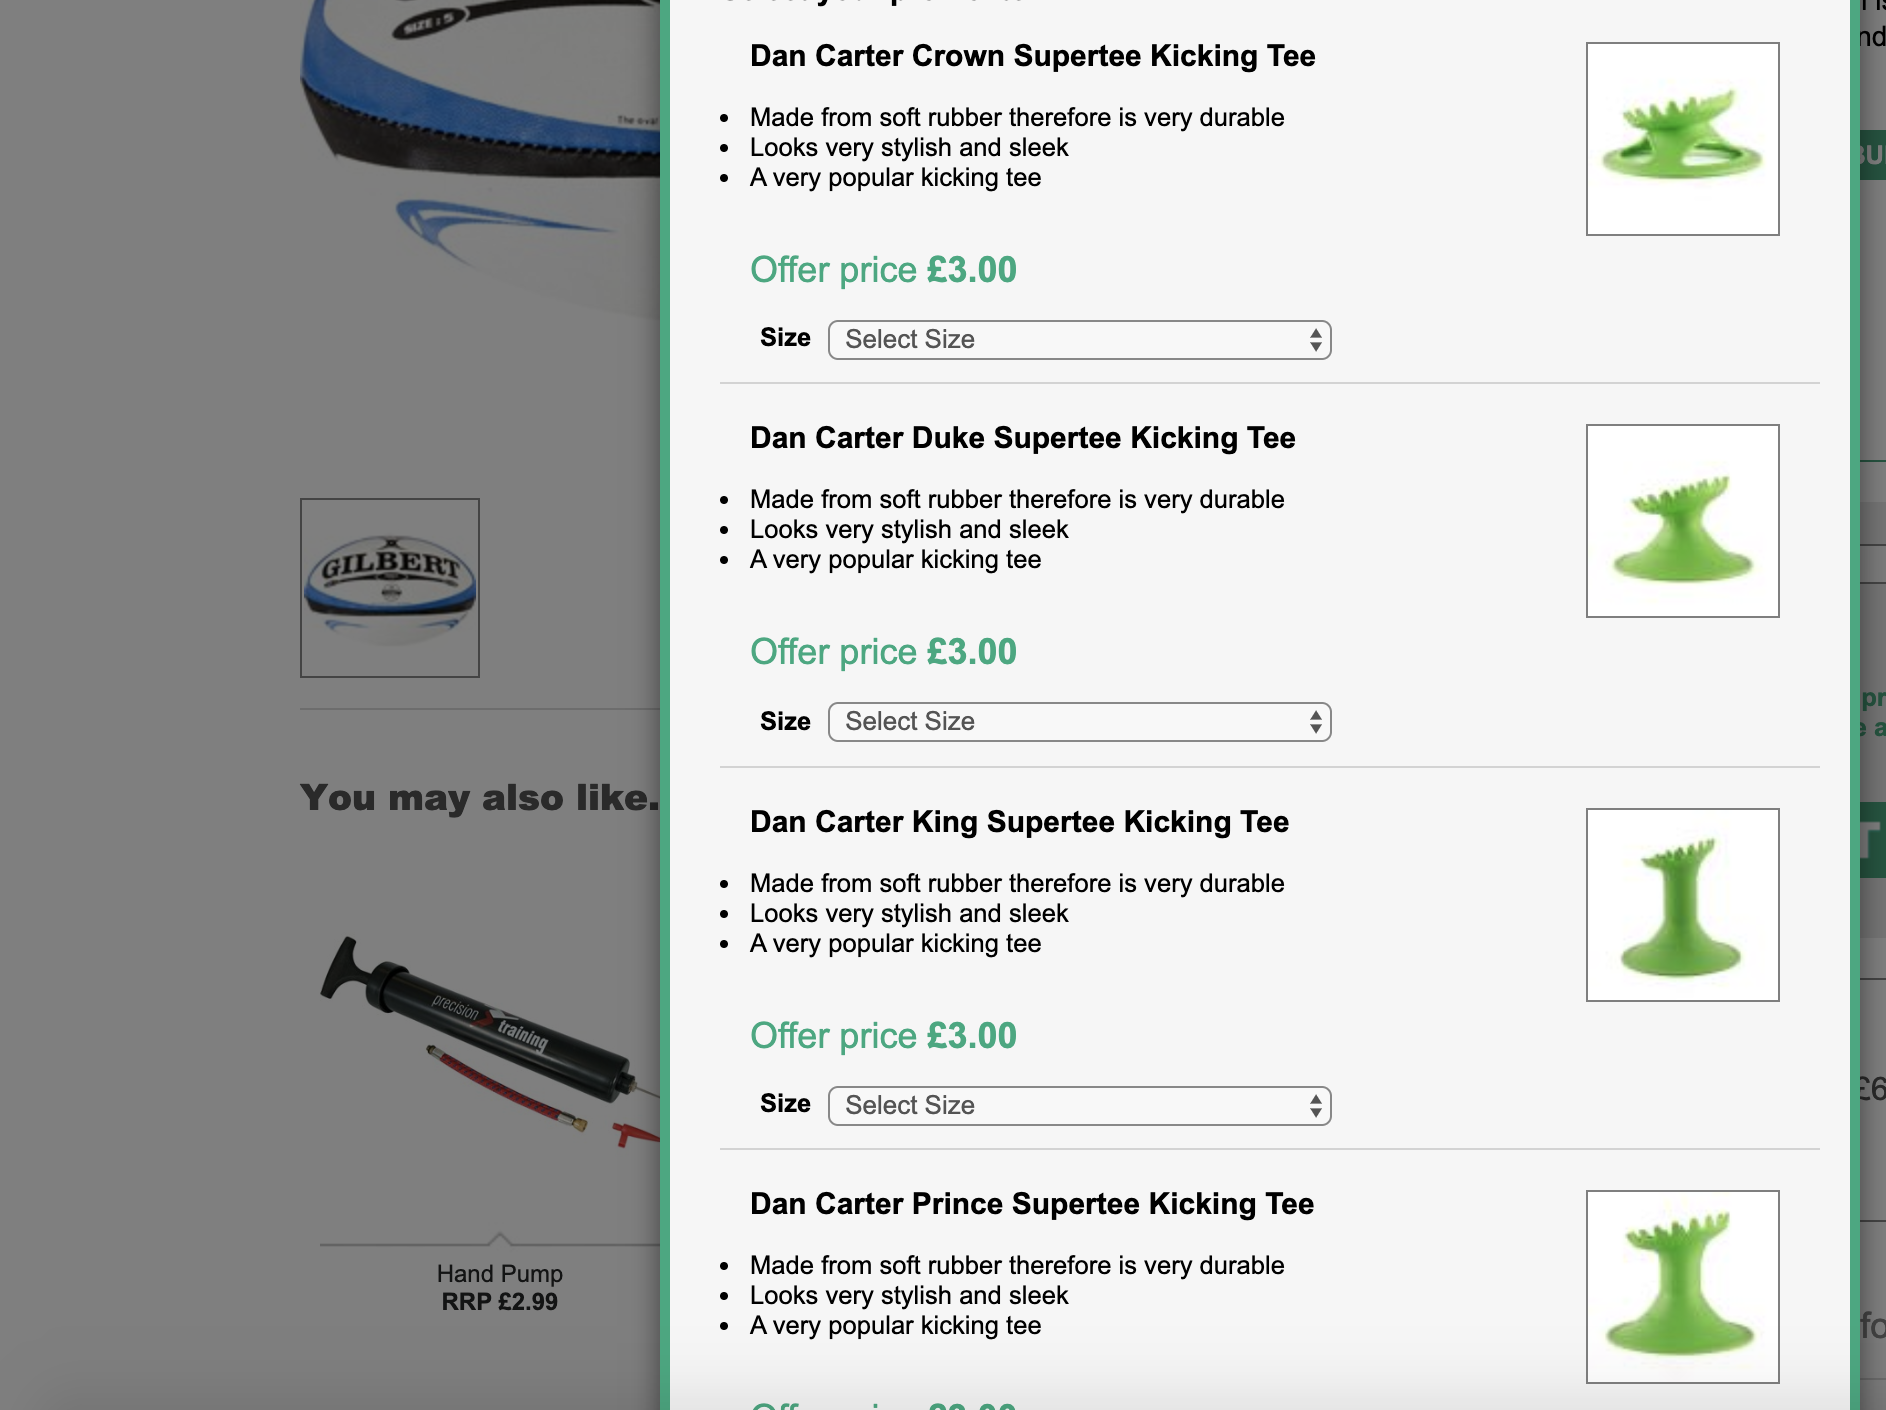 SIZE : 5
The oval
GILBERT
You may also like.
precision
training
Hand Pump
RRP £2.99
Dan Carter Crown Supertee Kicking Tee
• Made from soft rubber therefore is very durable
• Looks very stylish and sleek
• A very popular kicking tee
Offer price £3.00
Size Select Size
Dan Carter Duke Supertee Kicking Tee
• Made from soft rubber therefore is very durable
• Looks very stylish and sleek
• A very popular kicking tee
Offer price £3.00
Size Select Size
Dan Carter King Supertee Kicking Tee
• Made from soft rubber therefore is very durable
• Looks very stylish and sleek
• A very popular kicking tee
Offer price £3.00
Size Select Size
Dan Carter Prince Supertee Kicking Tee
• Made from soft rubber therefore is very durable
• Looks very stylish and sleek
• A very popular kicking tee